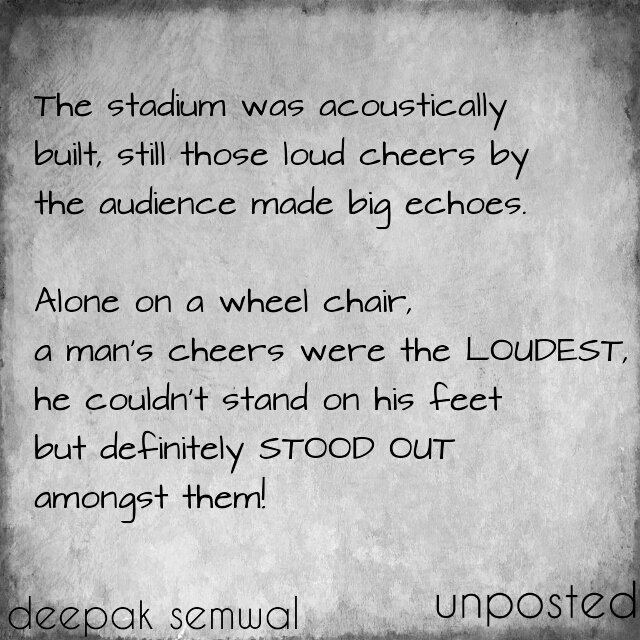 The stadium was acoustically
built, still those loud cheers by
the audience made big echoes.
Alone on a wheel chair,
a man's cheers were the LOUDEST,
he couldn't stand on his feet
but definitely STOOD OUT
amongst them!
deepak semwal
unposted